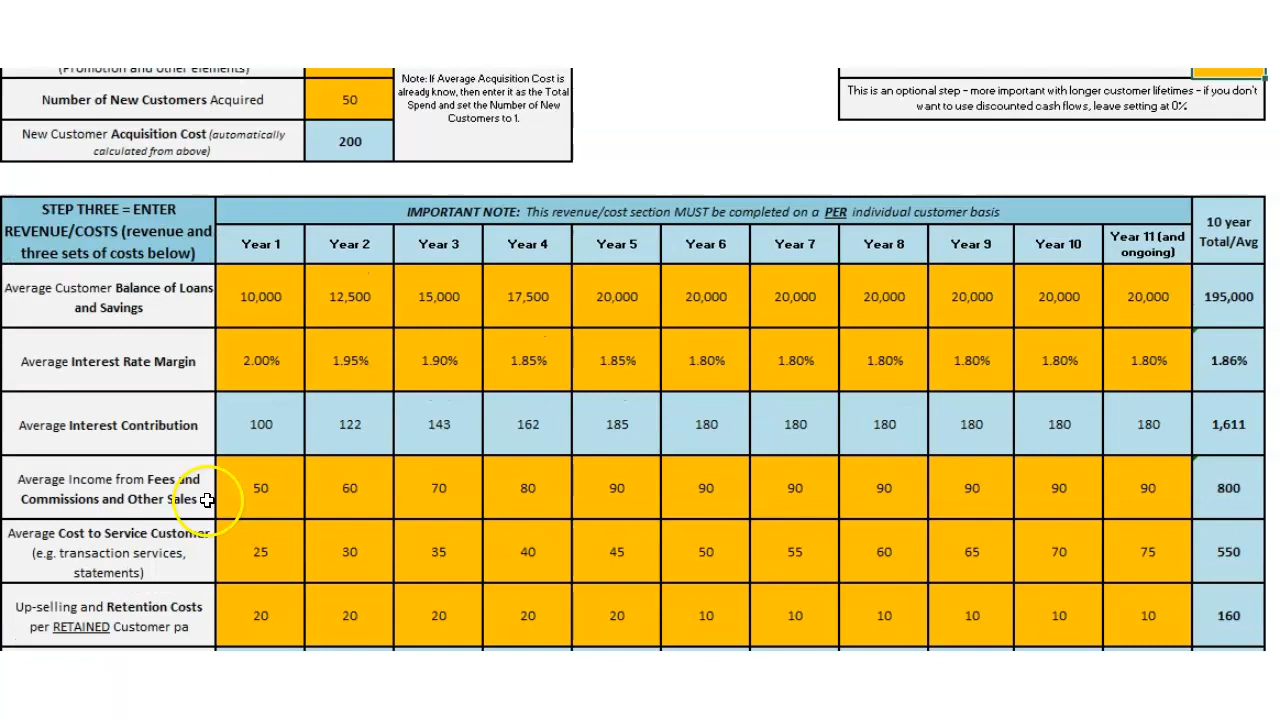 (Promotion and other elements)
Number of New Customers Acquired
50
New Customer Acquisition Cost (automatically
calculated from above)
200
Note: If Average Acquisition Cost is
already know, then enter it as the Total
Spend and set the Number of New
Customers to 1.
This is an optional step – more important with longer customer lifetimes – if you don't
want to use discounted cash flows, leave setting at 0%
STEP THREE = ENTER
REVENUE/COSTS (revenue and
three sets of costs below)
IMPORTANT NOTE: This revenue/cost section MUST be completed on a PER individual customer basis
10 year
Total/Avg
Year 1 Year 2 Year 3 Year 4 Year 5 Year 6 Year 7 Year 8 Year 9 Year 10 Year 11 (and
ongoing)
Average Customer Balance of Loans
and Savings
10,000 12,500 15,000 17,500 20,000 20,000 20,000 20,000 20,000 20,000 20,000 195,000
Average Interest Rate Margin
2.00% 1.95% 1.90% 1.85% 1.85% 1.80% 1.80% 1.80% 1.80% 1.80% 1.80% 1.86%
Average Interest Contribution
100 122 143 162 185 180 180 180 180 180 180 1,611
Average Income from Fees and
Commissions and Other Sales
50 60 70 80 90 90 90 90 90 90 90 800
Average Cost to Service Customer
(e.g. transaction services,
statements)
25 30 35 40 45 50 55 60 65 70 75 550
Up-selling and Retention Costs
per RETAINED Customer pa
20 20 20 20 20 10 10 10 10 10 10 160